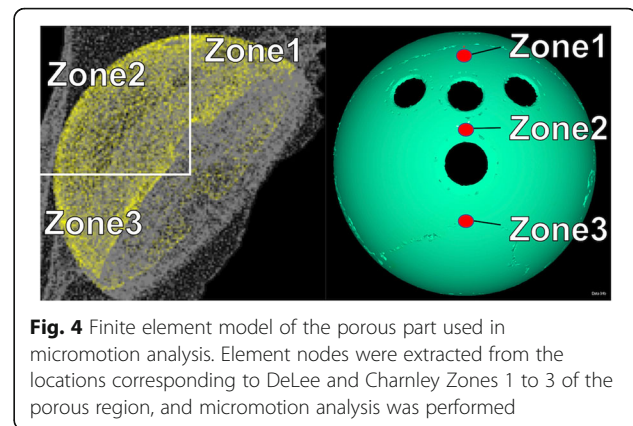 Zone1
Zone2
Zone3
Zone1
Zone2
Zone3
Fig. 4 Finite element model of the porous part used in
micromotion analysis. Element nodes were extracted from the
locations corresponding to DeLee and Charnley Zones 1 to 3 of the
porous region, and micromotion analysis was performed